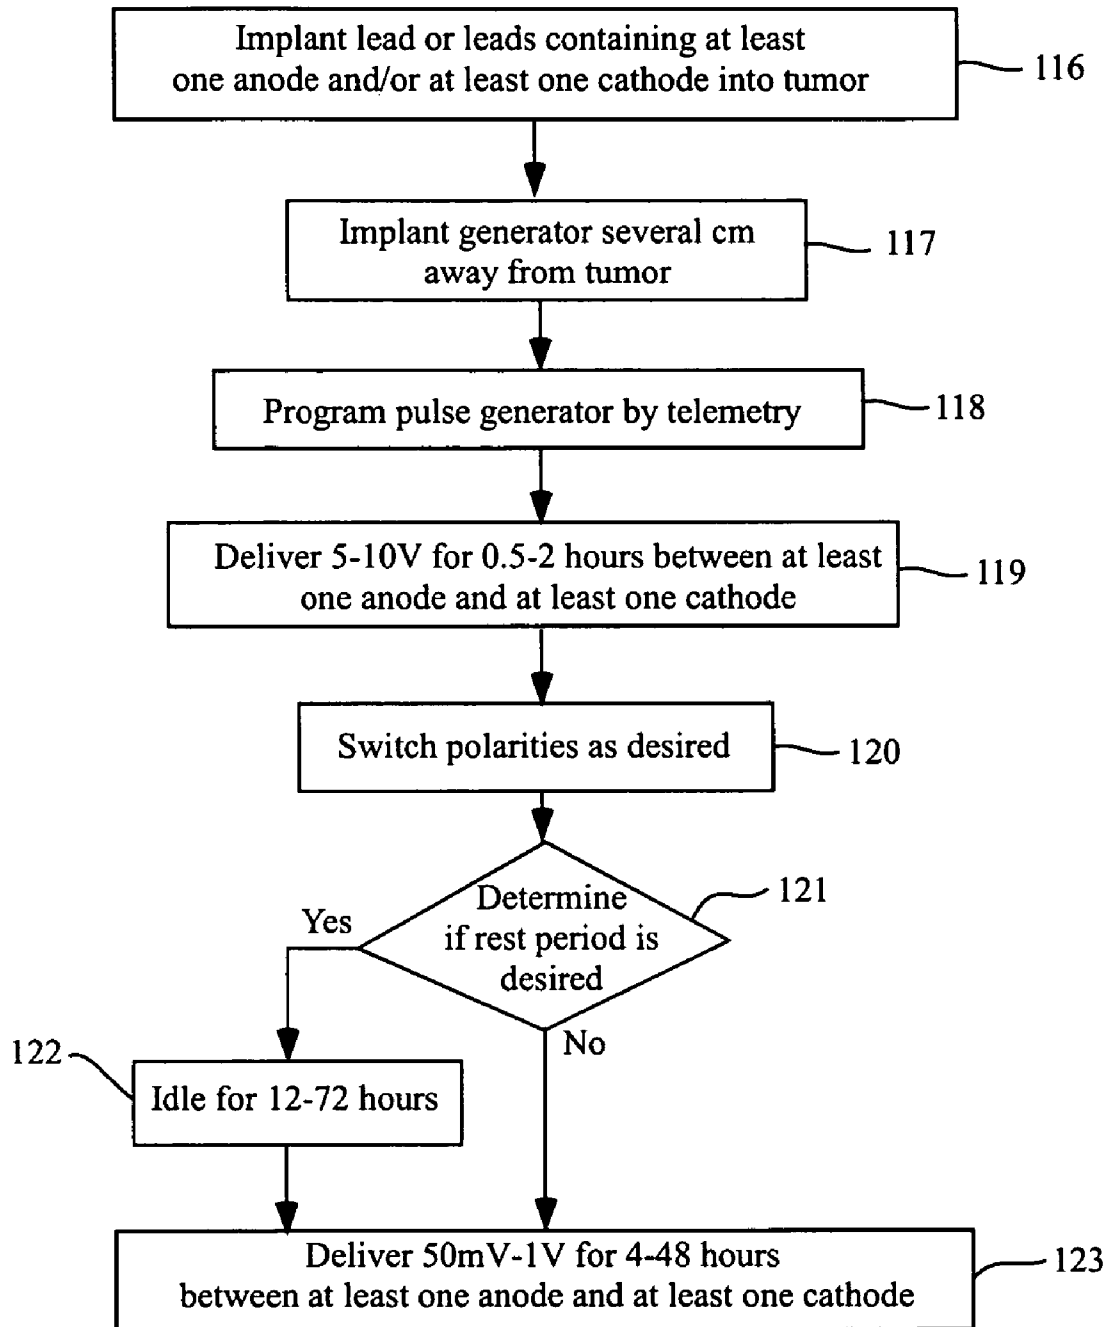 Implant lead or leads containing at least
one anode and/or at least one cathode into tumor
116
Implant generator several cm
away from tumor
117
Program pulse generator by telemetry
118
Deliver 5-10V for 0.5-2 hours between at least
one anode and at least one cathode
119
Switch polarities as desired
120
Determine
if rest period is
desired
121
Yes
No
122
Idle for 12-72 hours
Deliver 50mV-1V for 4-48 hours
between at least one anode and at least one cathode
123